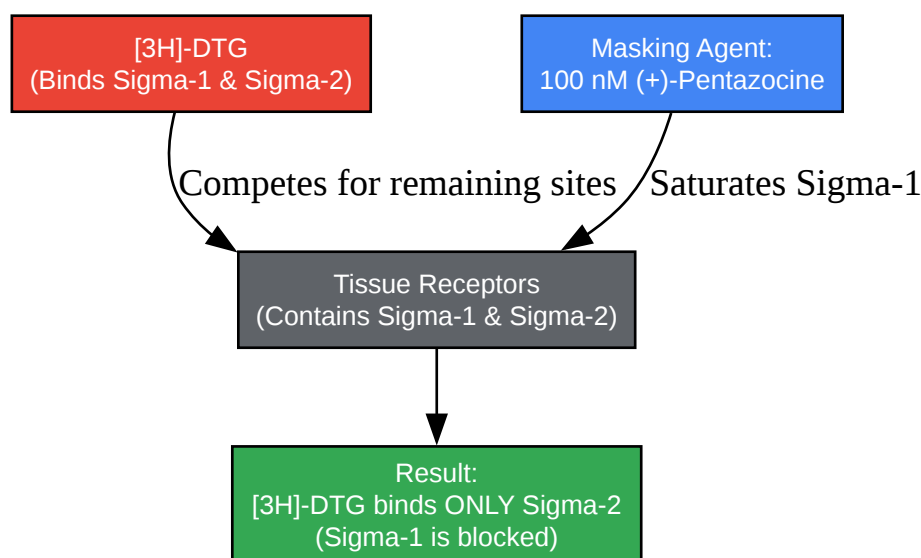 [3H]-DTG
(Binds Sigma-1 & Sigma-2)
Masking Agent:
100 nM (+)-Pentazocine
Competes for remaining sites
Saturates Sigma-1
Tissue Receptors
(Contains Sigma-1 & Sigma-2)
Result:
[3H]-DTG binds ONLY Sigma-2
(Sigma-1 is blocked)